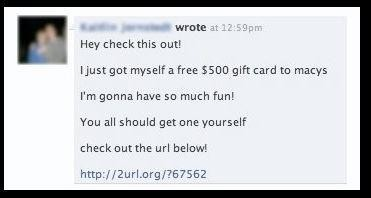 wrote at 12:59pm
Hey check this out!
I just got myself a free $500 gift card to macys
I'm gonna have so much fun!
You all should get one yourself
check out the url below!
http://2url.org/?67562